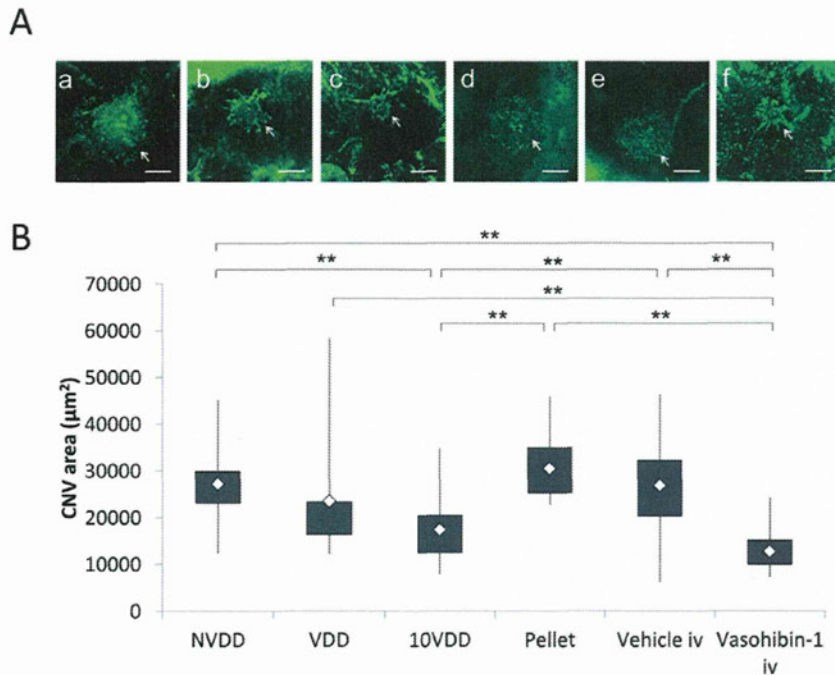 A
a b c d e f
B
** 
** ** **
**
** **
70000
60000
50000
40000
30000
20000
10000
0
CNV area (μm²)
NVDD VDD 10VDD Pellet Vehicle iv Vasohibin-1
iv